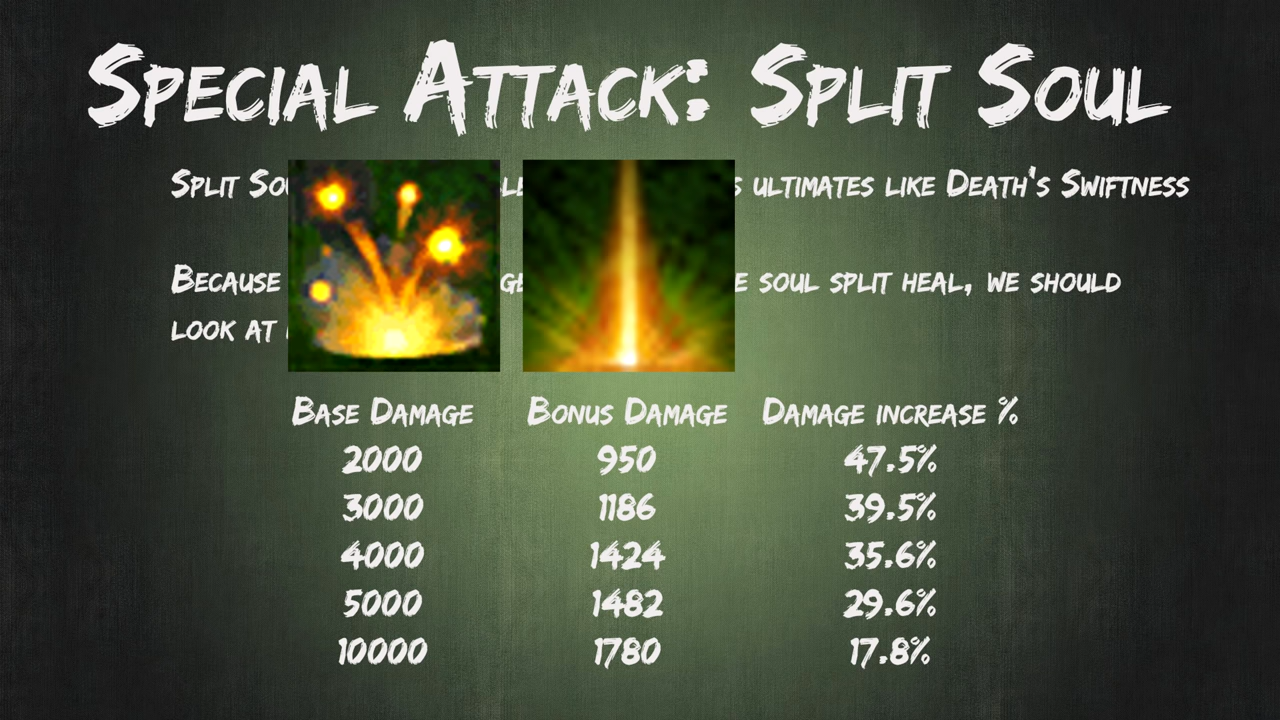 Special Attack: Split Soul
Split ultimates like Death's Swiftness
Because soul split heal, we should
look at
Base Damage Bonus Damage Damage increase %
2000 950 47.5%
3000 1186 39.5%
4000 1424 35.6%
5000 1482 29.6%
10000 1780 17.8%